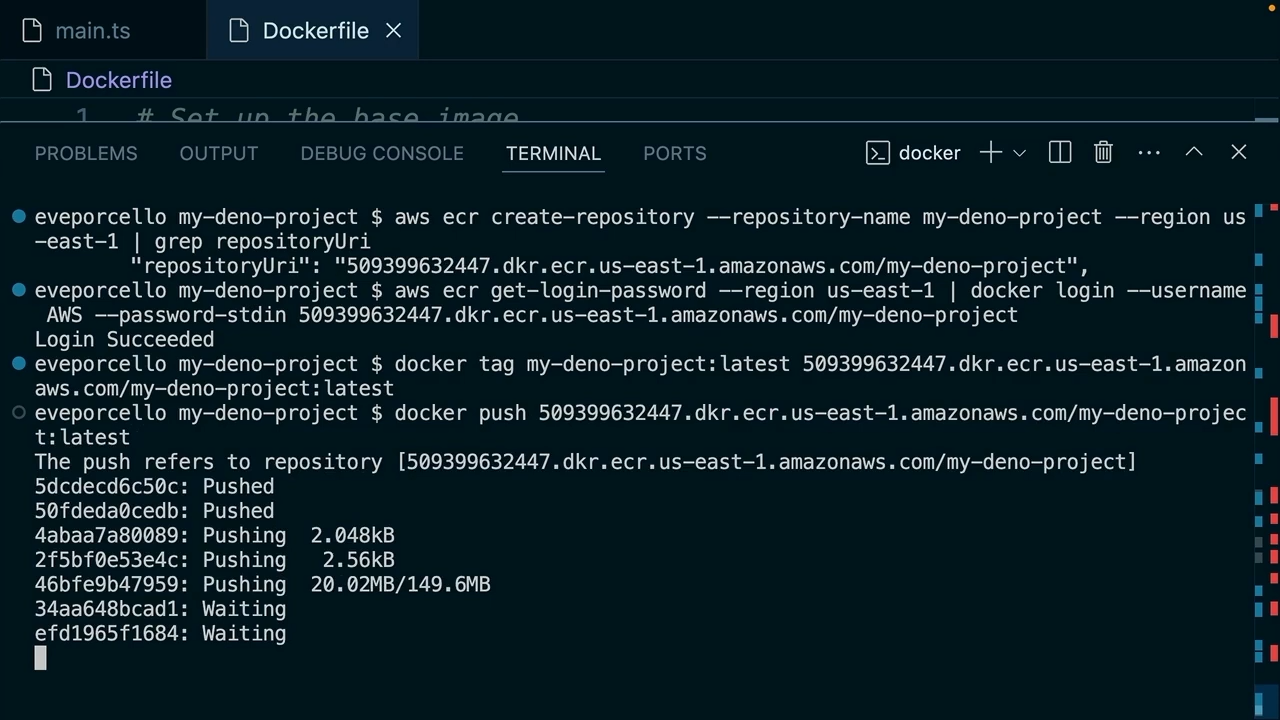 main.ts
Dockerfile
Dockerfile
1 # Set up the base image
PROBLEMS OUTPUT DEBUG CONSOLE TERMINAL PORTS docker
eveporcello my-deno-project $ aws ecr create-repository --repository-name my-deno-project --region us
-east-1 | grep repositoryUri
"repositoryUri": "509399632447.dkr.ecr.us-east-1.amazonaws.com/my-deno-project",
eveporcello my-deno-project $ aws ecr get-login-password --region us-east-1 | docker login --username
AWS --password-stdin 509399632447.dkr.ecr.us-east-1.amazonaws.com/my-deno-project
Login Succeeded
eveporcello my-deno-project $ docker tag my-deno-project:latest 509399632447.dkr.ecr.us-east-1.amazon
aws.com/my-deno-project:latest
eveporcello my-deno-project $ docker push 509399632447.dkr.ecr.us-east-1.amazonaws.com/my-deno-projec
t:latest
The push refers to repository [509399632447.dkr.ecr.us-east-1.amazonaws.com/my-deno-project]
5dcdecd6c50c: Pushed
50fdeda0cedb: Pushed
4abaa7a80089: Pushing 2.048kB
2f5bf0e53e4c: Pushing 2.56kB
46bfe9b47959: Pushing 20.02MB/149.6MB
34aa648bcad1: Waiting
efd1965f1684: Waiting